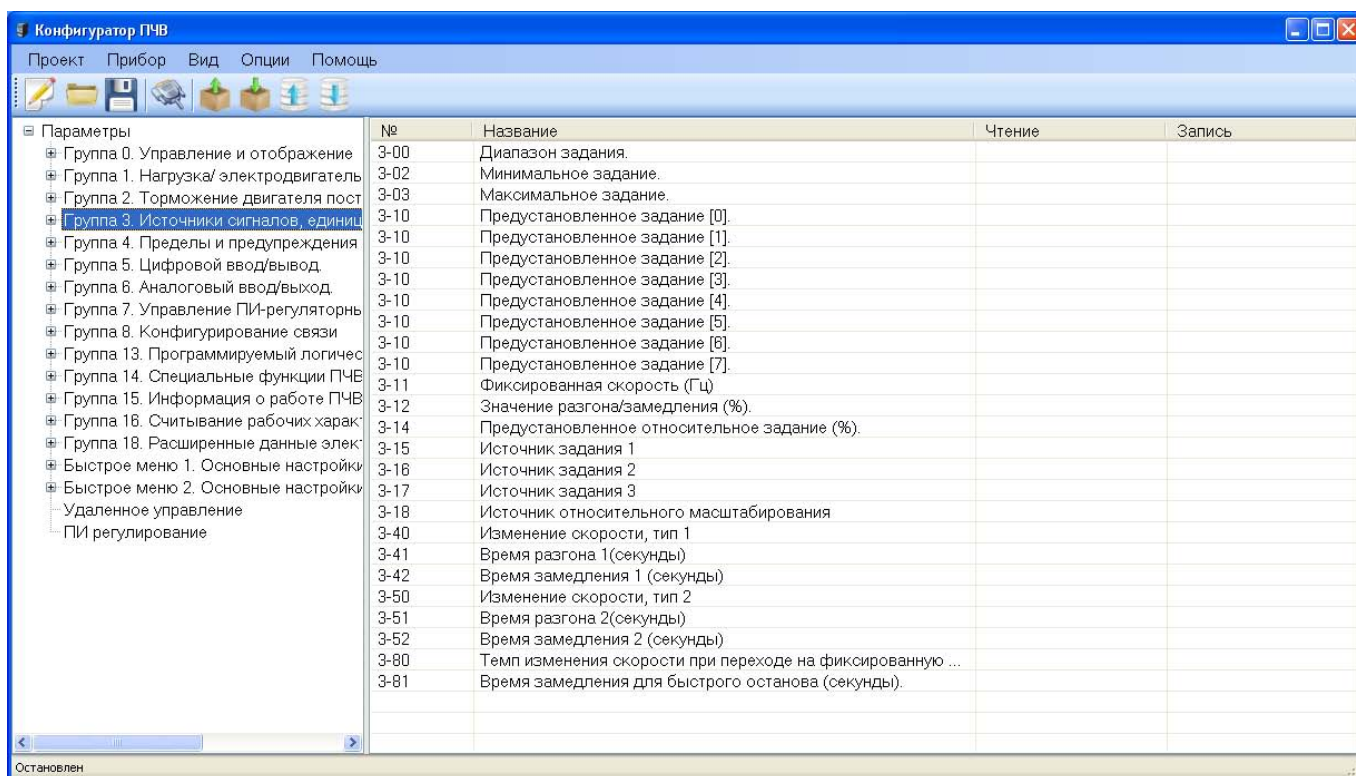 Конфигуратор ПЧВ
Проект Прибор Вид Опции Помощь
Параметры
Группа 0. Управление и отображение
Группа 1. Нагрузка/ электродвигатель
Группа 2. Торможение двигателя пост
Группа 3. Источники сигналов, единиц
Группа 4. Пределы и предупреждения
Группа 5. Цифровой ввод/вывод.
Группа 6. Аналоговый ввод/выход.
Группа 7. Управление ПИ-регуляторнь
Группа 8. Конфигурирование связи
Группа 13. Программируемый логичес
Группа 14. Специальные функции ПЧВ
Группа 15. Информация о работе ПЧВ
Группа 16. Считывание рабочих харак
Группа 18. Расширенные данные элек
Быстрое меню 1. Основные настройки
Быстрое меню 2. Основные настройки
Удаленное управление
ПИ регулирование
№ Название Чтение Запись
3-00 Диапазон задания.
3-02 Минимальное задание.
3-03 Максимальное задание.
3-10 Предустановленное задание [0].
3-10 Предустановленное задание [1].
3-10 Предустановленное задание [2].
3-10 Предустановленное задание [3].
3-10 Предустановленное задание [4].
3-10 Предустановленное задание [5].
3-10 Предустановленное задание [6].
3-10 Предустановленное задание [7].
3-11 Фиксированная скорость (Гц)
3-12 Значение разгона/замедления (%).
3-14 Предустановленное относительное задание (%).
3-15 Источник задания 1
3-16 Источник задания 2
3-17 Источник задания 3
3-18 Источник относительного масштабирования
3-40 Изменение скорости, тип 1
3-41 Время разгона 1(секунды)
3-42 Время замедления 1 (секунды)
3-50 Изменение скорости, тип 2
3-51 Время разгона 2(секунды)
3-52 Время замедления 2 (секунды)
3-80 Темп изменения скорости при переходе на фиксированную ...
3-81 Время замедления для быстрого останова (секунды).
Остановлен